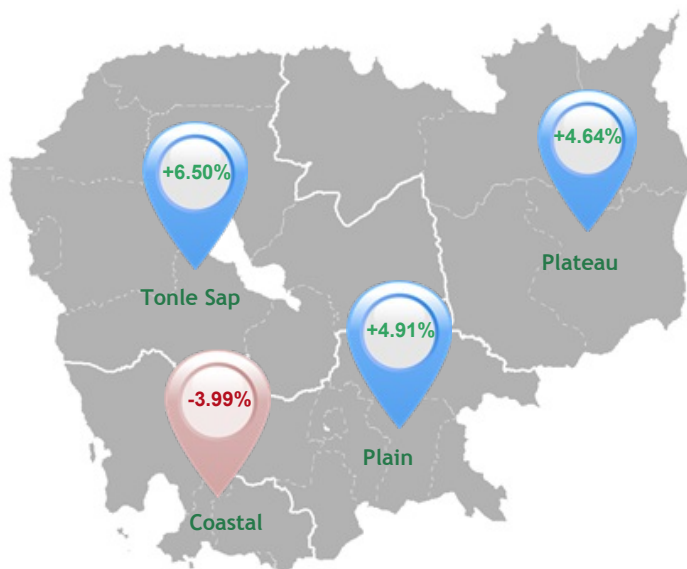 +4.64%
+6.50%
Plateau
Tonle Sap
+4.91%
-3.99%
Plain
Coastal